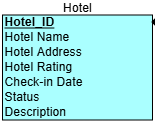 Hotel
Hotel_ID
Hotel Name
Hotel Address
Hotel Rating
Check-in Date
Status
Description